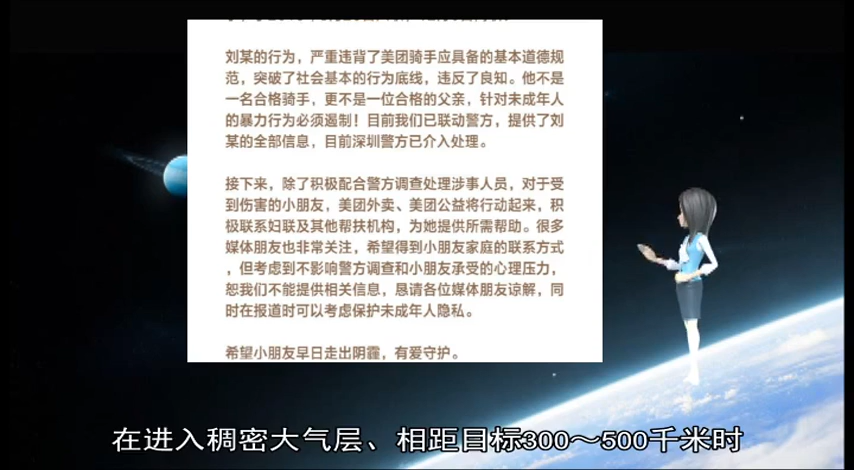 刘某的行为，严重违背了美团骑手应具备的基本道德规
范，突破了社会基本的行为底线，违反了良知。他不是
一名合格骑手，更不是一位合格的父亲，针对未成年人
的暴力行为必须遏制！目前我们已联动警方，提供了刘
某的全部信息，目前深圳警方已介入处理。
接下来，除了积极配合警方调查处理涉事人员，对于受
到伤害的小朋友，美团外卖、美团公益将行动起来，积
极联系妇联及其他帮扶机构，为她提供所需帮助。很多
媒体朋友也非常关注，希望得到小朋友家庭的联系方式
，但考虑到不影响警方调查和小朋友承受的心理压力，
恕我们不能提供相关信息，恳请各位媒体朋友谅解，同
时在报道时可以考虑保护未成年人隐私。
希望小朋友早日走出阴霾，有爱守护。
在进入稠密大气层、相距目标300～500千米时